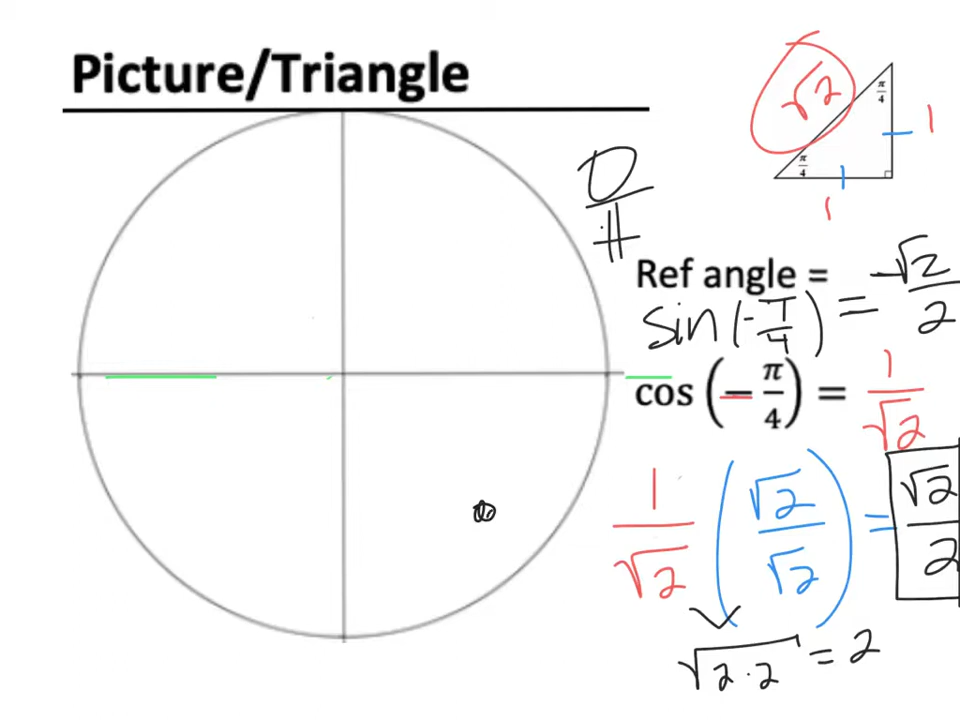 Picture/Triangle
√2
π/4
1
π/4
1
O/H
Ref angle =
sin(-π/4) = -√2/2
cos(-π/4) = 1/√2
1/√2 (√2/√2) = √2/2
√2·2 = 2